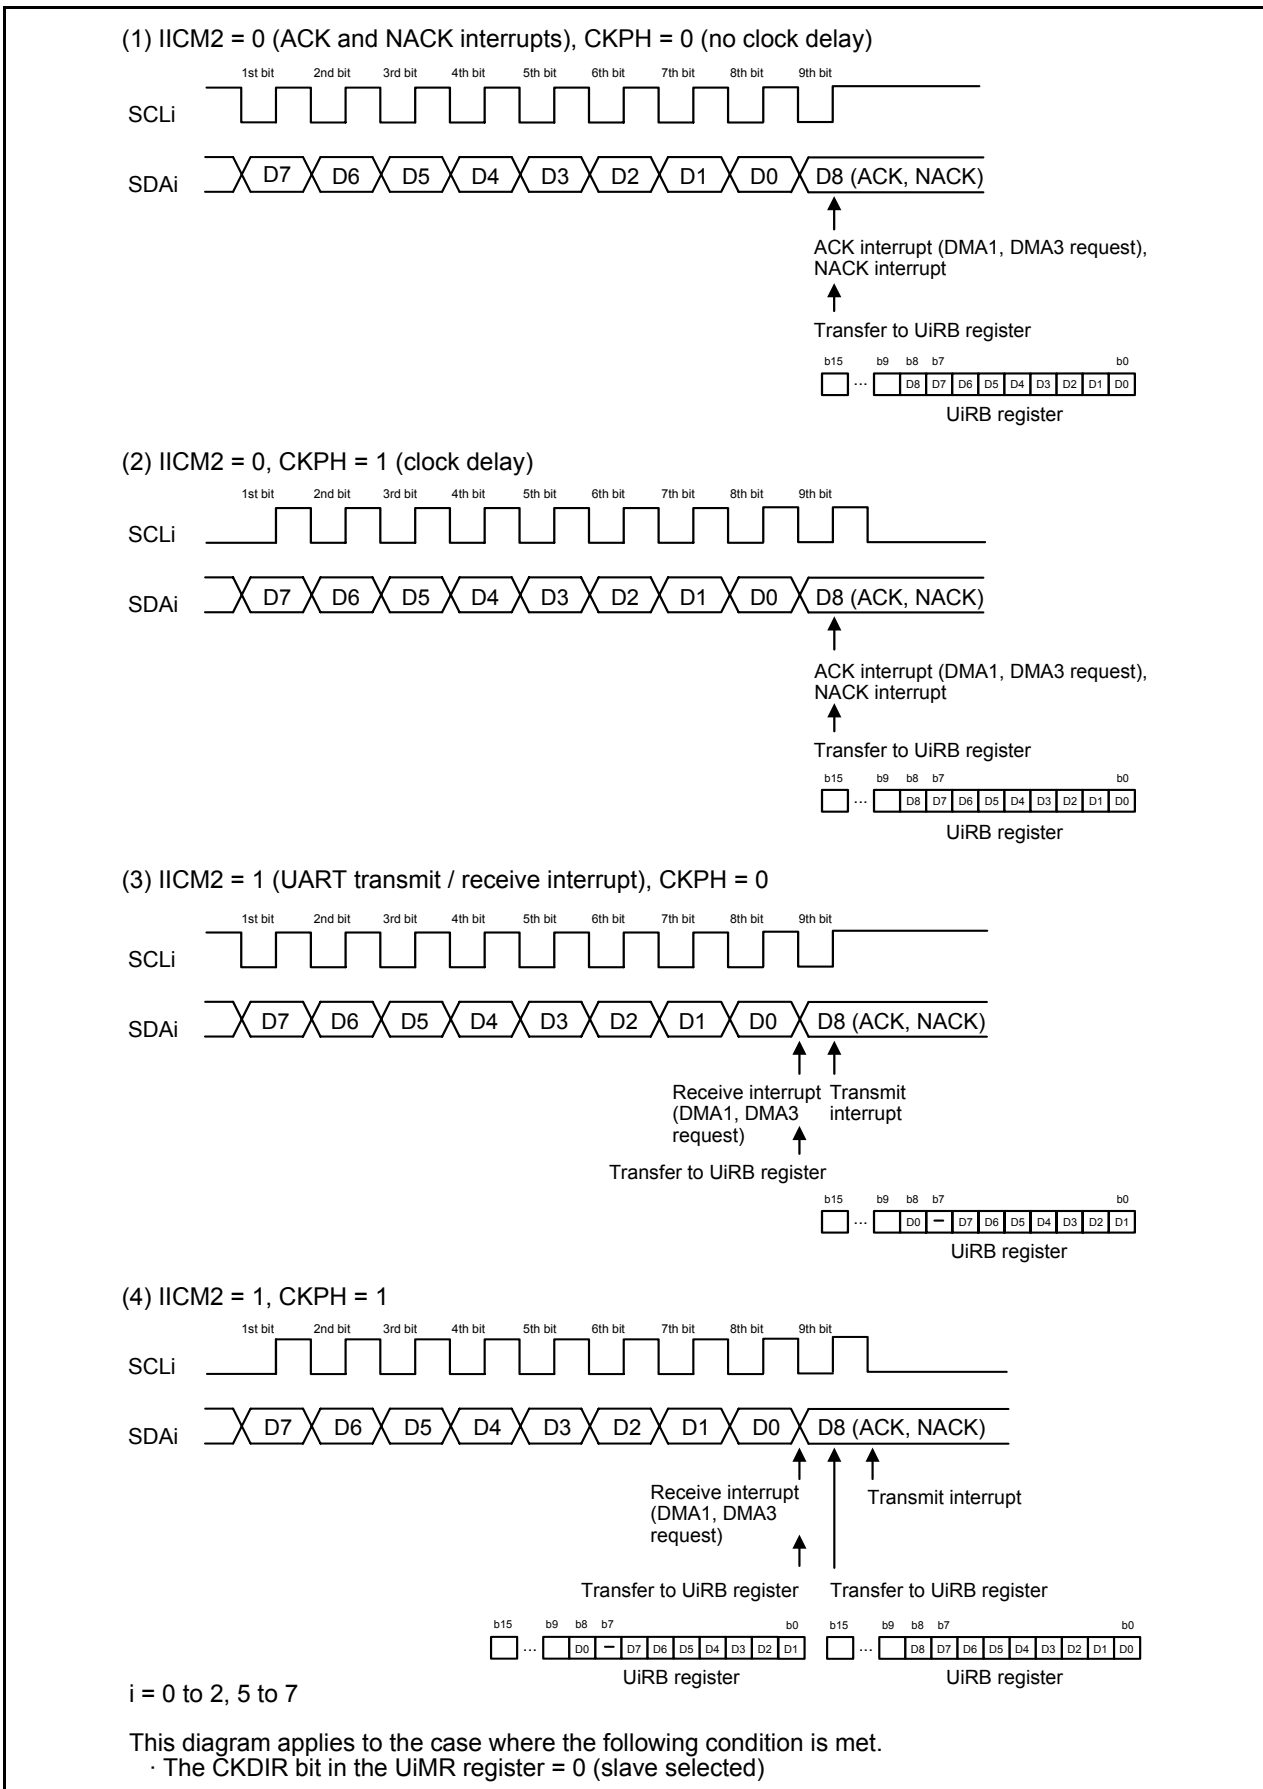 (1) IICM2 = 0 (ACK and NACK interrupts), CKPH = 0 (no clock delay)
1st bit 2nd bit 3rd bit 4th bit 5th bit 6th bit 7th bit 8th bit 9th bit
SCLi
SDAi D7 D6 D5 D4 D3 D2 D1 D0 D8 (ACK, NACK)
ACK interrupt (DMA1, DMA3 request),
NACK interrupt
Transfer to UiRB register
b15 b9 b8 b7 b0
... D8 D7 D6 D5 D4 D3 D2 D1 D0
UiRB register
(2) IICM2 = 0, CKPH = 1 (clock delay)
1st bit 2nd bit 3rd bit 4th bit 5th bit 6th bit 7th bit 8th bit 9th bit
SCLi
SDAi D7 D6 D5 D4 D3 D2 D1 D0 D8 (ACK, NACK)
ACK interrupt (DMA1, DMA3 request),
NACK interrupt
Transfer to UiRB register
b15 b9 b8 b7 b0
... D8 D7 D6 D5 D4 D3 D2 D1 D0
UiRB register
(3) IICM2 = 1 (UART transmit / receive interrupt), CKPH = 0
1st bit 2nd bit 3rd bit 4th bit 5th bit 6th bit 7th bit 8th bit 9th bit
SCLi
SDAi D7 D6 D5 D4 D3 D2 D1 D0 D8 (ACK, NACK)
Receive interrupt Transmit
(DMA1, DMA3 interrupt
request)
Transfer to UiRB register
b15 b9 b8 b7 b0
... D0 – D7 D6 D5 D4 D3 D2 D1
UiRB register
(4) IICM2 = 1, CKPH = 1
1st bit 2nd bit 3rd bit 4th bit 5th bit 6th bit 7th bit 8th bit 9th bit
SCLi
SDAi D7 D6 D5 D4 D3 D2 D1 D0 D8 (ACK, NACK)
Receive interrupt Transmit interrupt
(DMA1, DMA3
request)
Transfer to UiRB register Transfer to UiRB register
b15 b9 b8 b7 b0 b15 b9 b8 b7 b0
... D0 – D7 D6 D5 D4 D3 D2 D1 ... D8 D7 D6 D5 D4 D3 D2 D1 D0
UiRB register UiRB register
i = 0 to 2, 5 to 7
This diagram applies to the case where the following condition is met.
· The CKDIR bit in the UiMR register = 0 (slave selected)